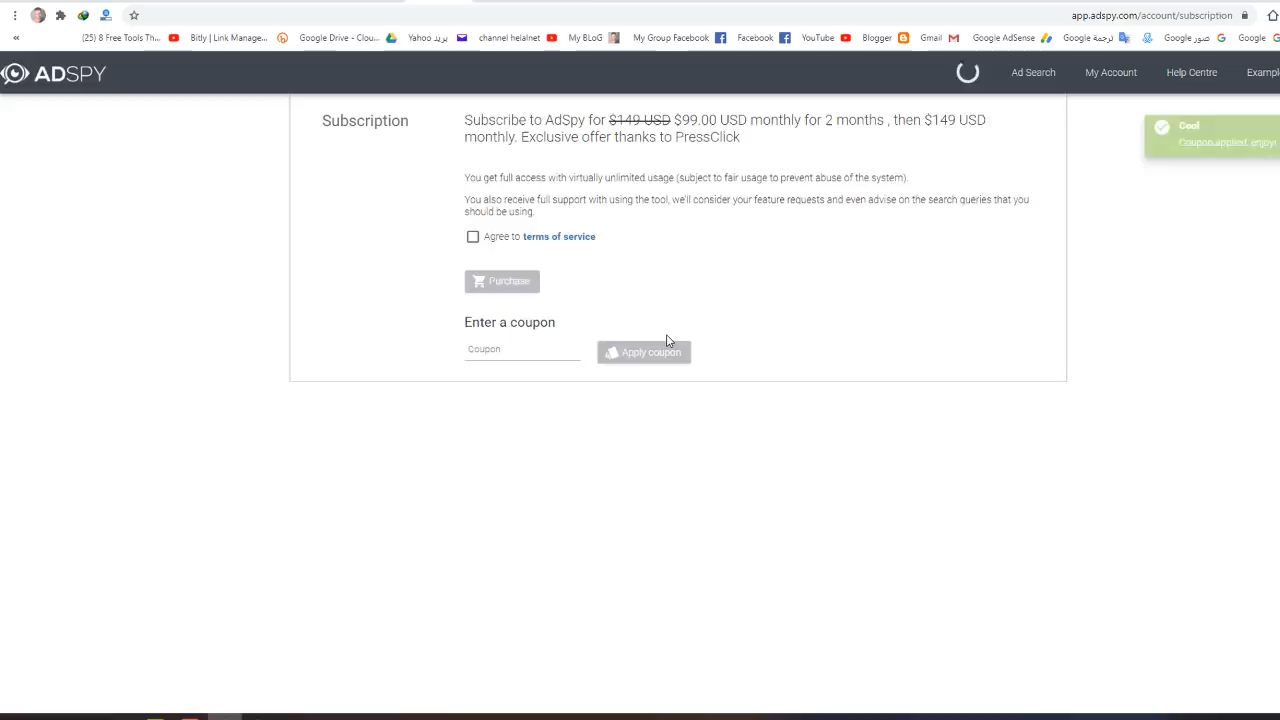 app.adspy.com/account/subscription
«
(25) 8 Free Tools Th...
Bitly | Link Manage...
Google Drive - Clou...
بريد Yahoo
channel helalnet
My BLoG
My Group Facebook
Facebook
YouTube
Blogger
Gmail
Google AdSense
ترجمة Google
صور Google
Google
ADSPY
Ad Search
My Account
Help Centre
Exampl
Subscription
Subscribe to AdSpy for $149 USD $99.00 USD monthly for 2 months , then $149 USD
monthly. Exclusive offer thanks to PressClick
Cool
Coupon applied, enjoy!
You get full access with virtually unlimited usage (subject to fair usage to prevent abuse of the system).
You also receive full support with using the tool, we'll consider your feature requests and even advise on the search queries that you
should be using.
Agree to terms of service
Purchase
Enter a coupon
Coupon
Apply coupon